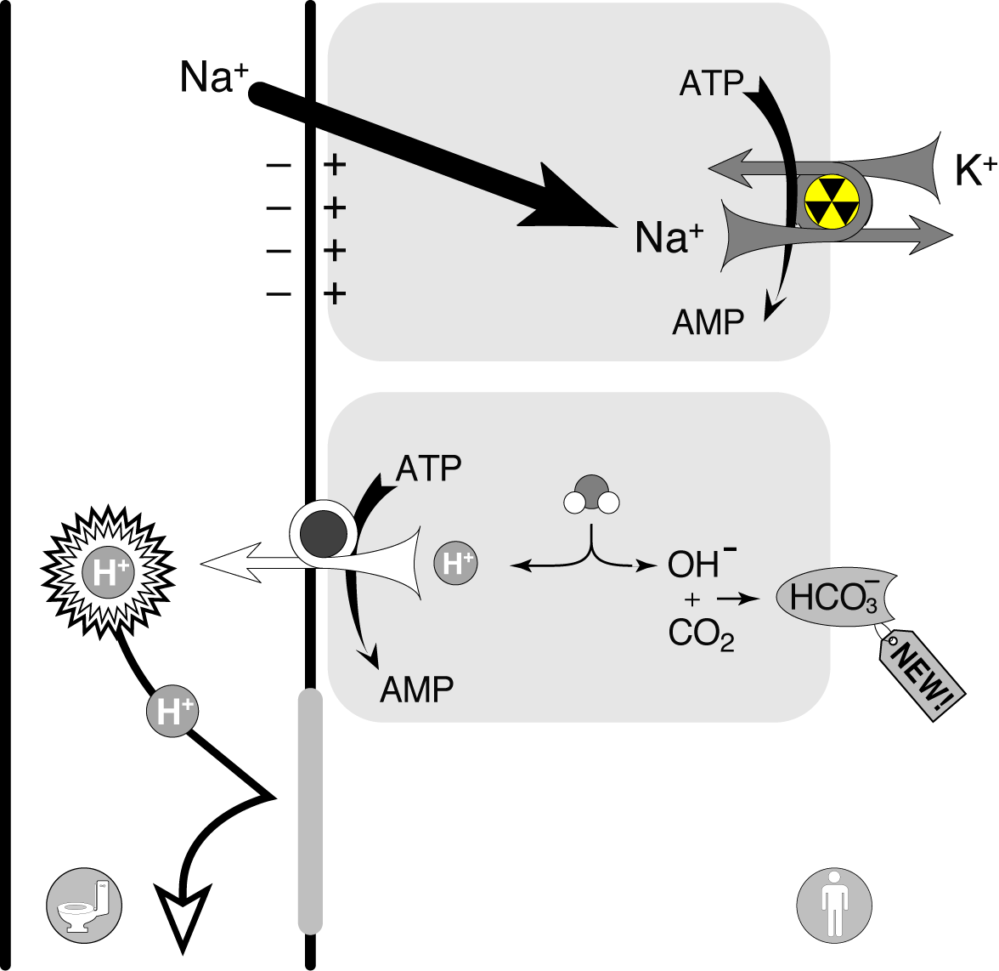 Na⁺
ATP
K⁺
Na⁺
− +
− +
− +
− +
AMP
ATP
H⁺
H⁺
OH⁻
+
CO₂
HCO₃⁻
NEW!
AMP
H⁺